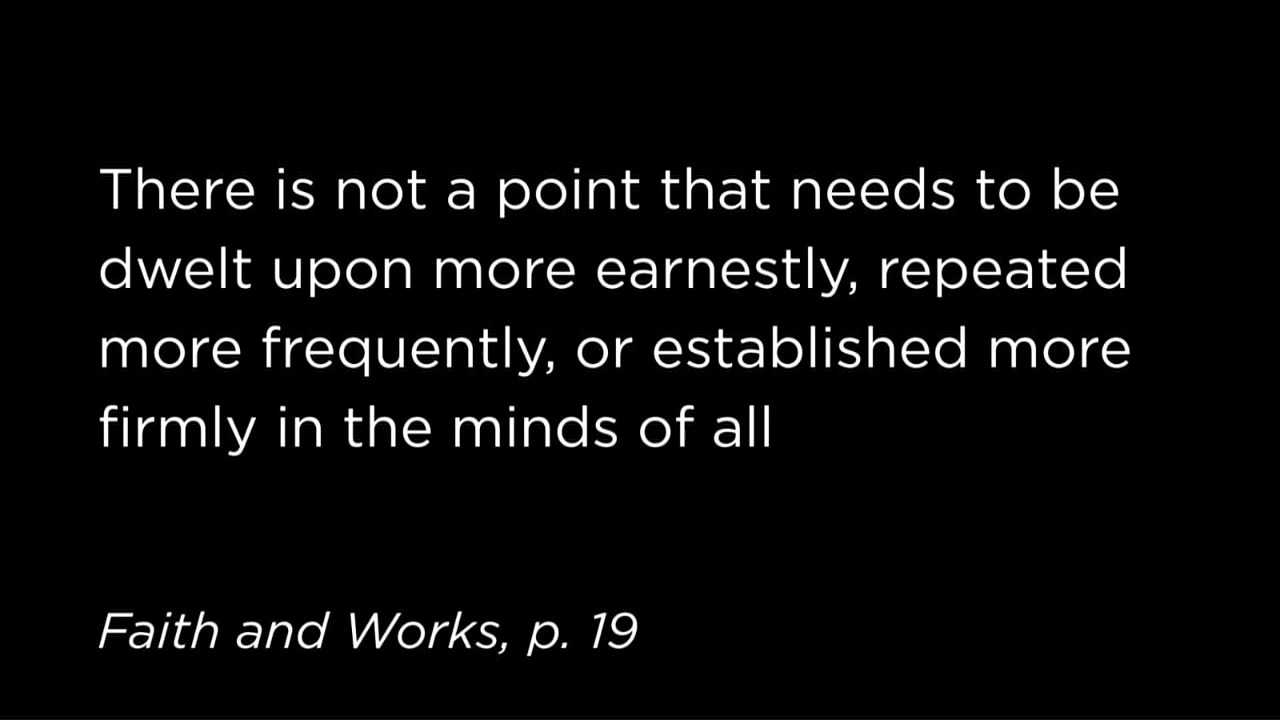 There is not a point that needs to be
dwelt upon more earnestly, repeated
more frequently, or established more
firmly in the minds of all
Faith and Works, p. 19